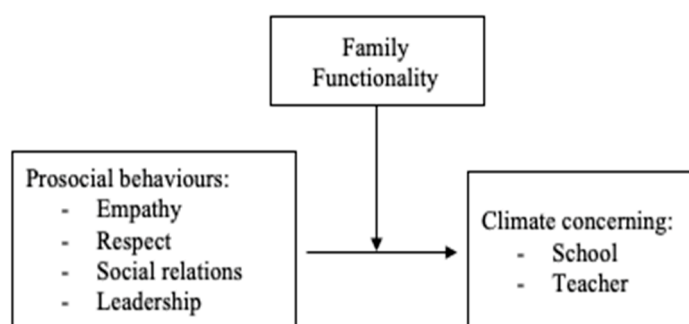 Family
Functionality
Prosocial behaviours:
- Empathy
- Respect
- Social relations
- Leadership
Climate concerning:
- School
- Teacher